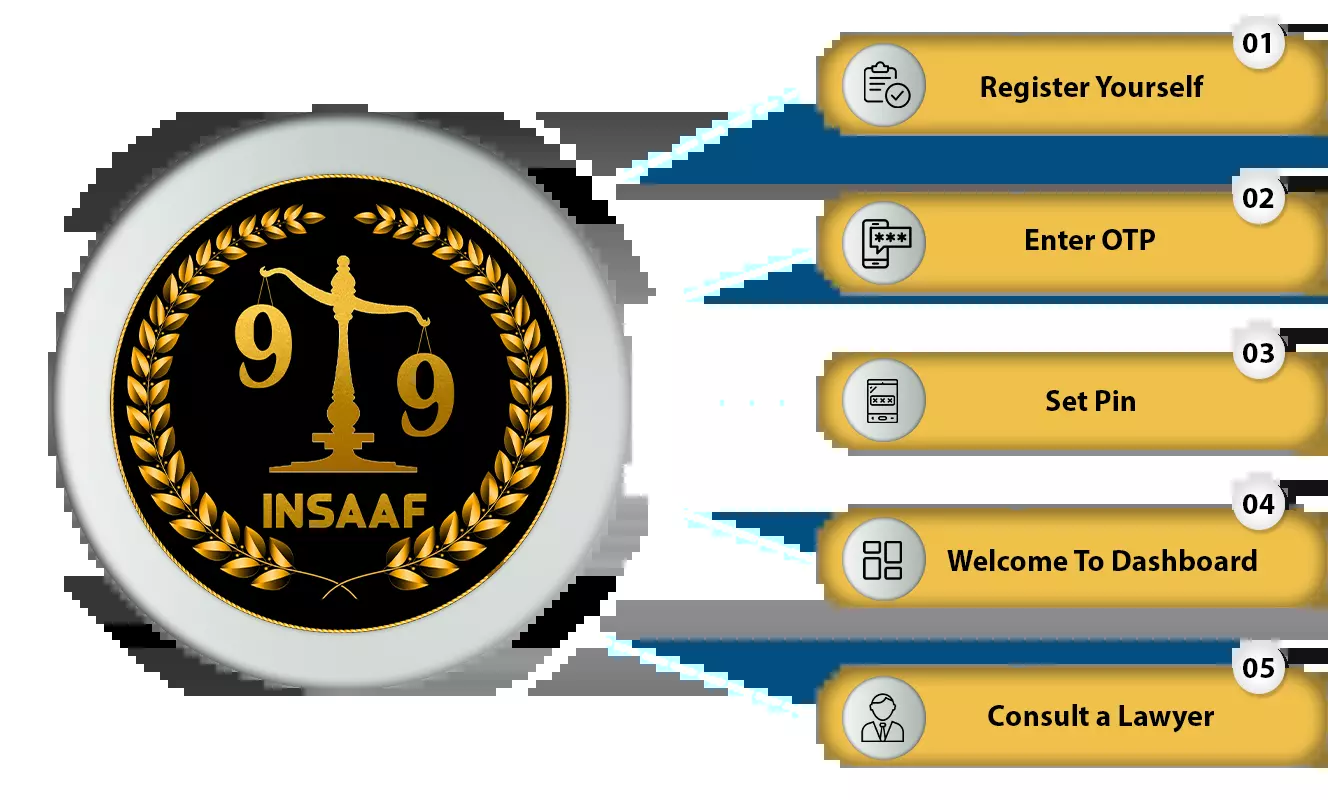 9 9
INSAAF
01
Register Yourself
02
***
Enter OTP
03
Set Pin
04
Welcome To Dashboard
05
Consult a Lawyer